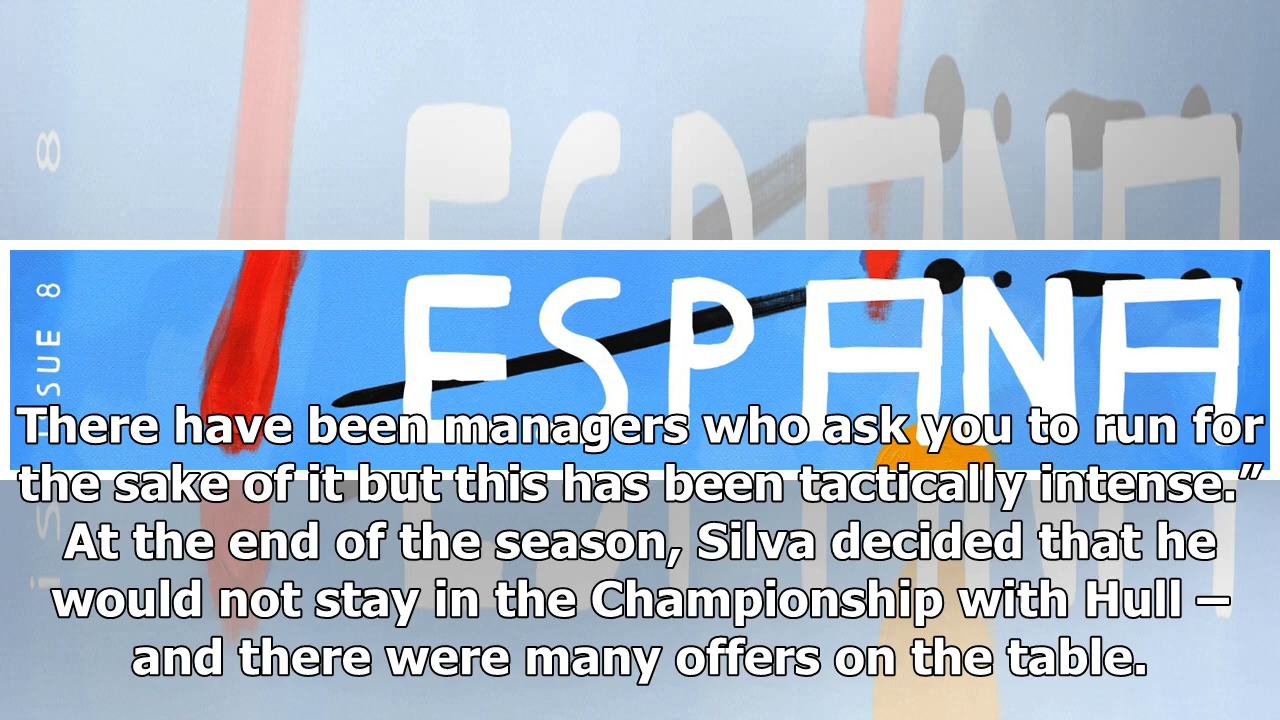 ISSUE 8
ESPANA
There have been managers who ask you to run for
the sake of it but this has been tactically intense.”
At the end of the season, Silva decided that he
would not stay in the Championship with Hull –
and there were many offers on the table.